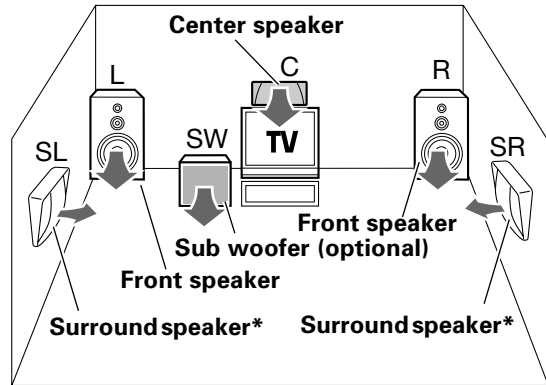 Center speaker
L
C
R
SW
TV
SL
SR
Front speaker
Sub woofer (optional)
Front speaker
Surround speaker*
Surround speaker*